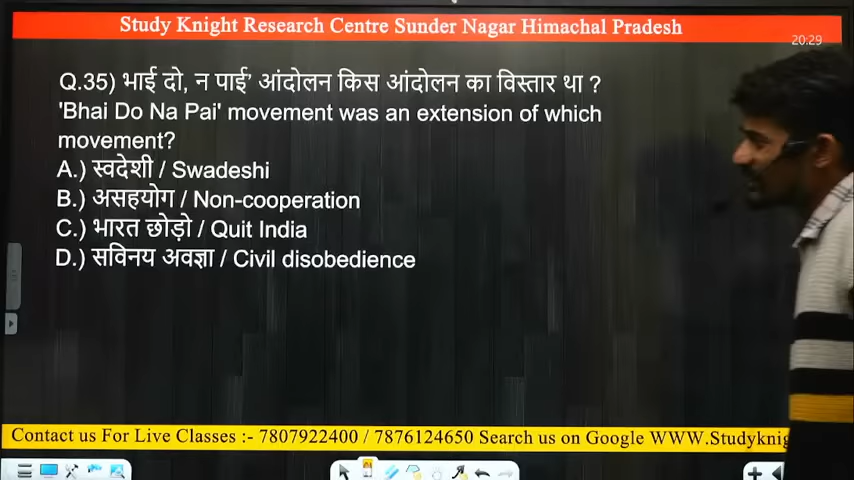 Study Knight Research Centre Sunder Nagar Himachal Pradesh
20:29
Q.35) भाई दो, न पाई’ आंदोलन किस आंदोलन का विस्तार था ?
'Bhai Do Na Pai' movement was an extension of which
movement?
A.) स्वदेशी / Swadeshi
B.) असहयोग / Non-cooperation
C.) भारत छोड़ो / Quit India
D.) सविनय अवज्ञा / Civil disobedience
Contact us For Live Classes :- 7807922400 / 7876124650 Search us on Google WWW.Studyknig